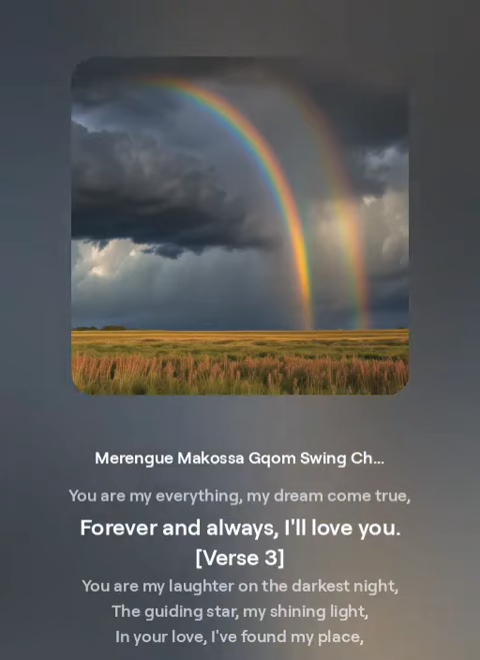 Merengue Makossa Gqom Swing Ch...
You are my everything, my dream come true,
Forever and always, I'll love you.
[Verse 3]
You are my laughter on the darkest night,
The guiding star, my shining light,
In your love, I've found my place,